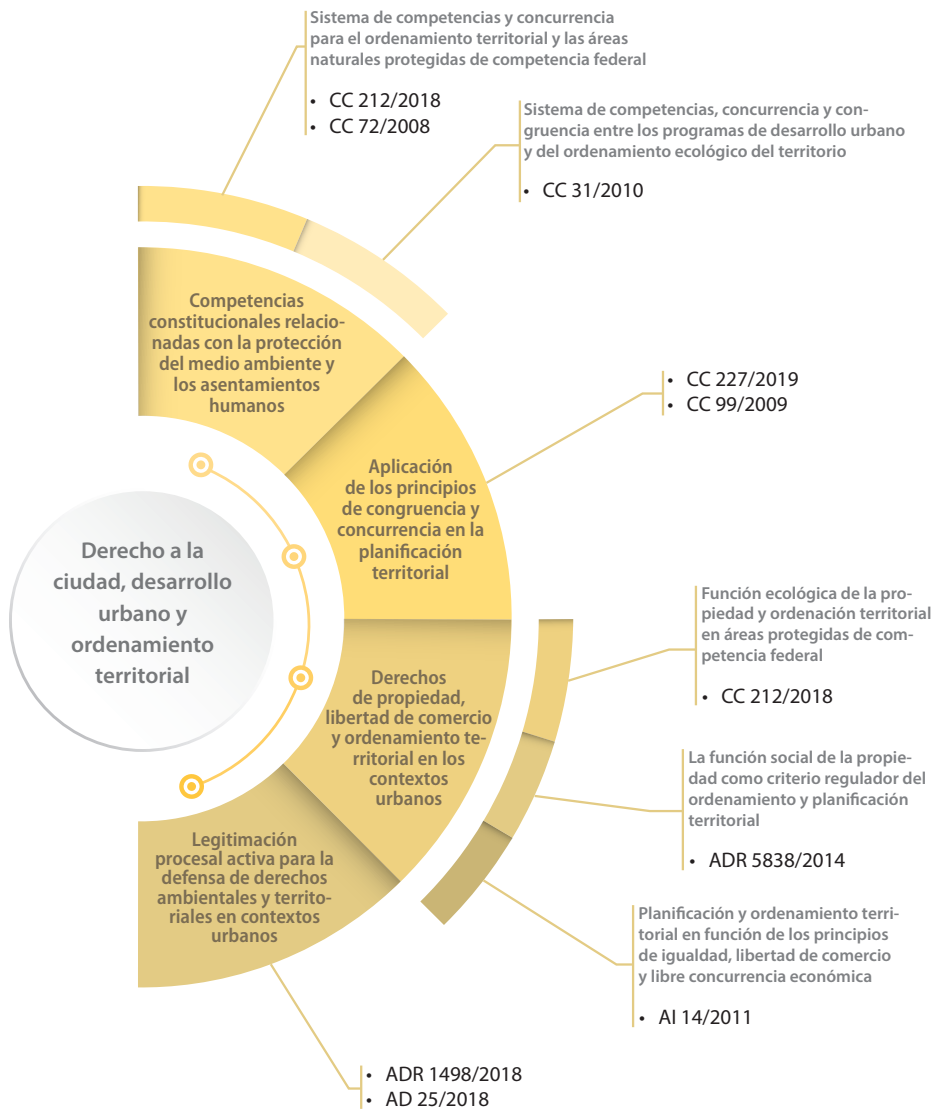 Sistema de competencias y concurrencia
para el ordenamiento territorial y las áreas
naturales protegidas de competencia federal
• CC 212/2018
• CC 72/2008
Sistema de competencias, concurrencia y con-
gruencia entre los programas de desarrollo urbano
y del ordenamiento ecológico del territorio
• CC 31/2010
Competencias
constitucionales relacio-
nadas con la protección
del medio ambiente y
los asentamientos
humanos
• CC 227/2019
• CC 99/2009
Aplicación
de los principios
de congruencia y
concurrencia en la
planificación
territorial
Derecho a la
ciudad, desarrollo
urbano y
ordenamiento
territorial
Función ecológica de la pro-
piedad y ordenación territorial
en áreas protegidas de com-
petencia federal
• CC 212/2018
Derechos
de propiedad,
libertad de comercio
y ordenamiento te-
rritorial en los
contextos
urbanos
La función social de la propie-
dad como criterio regulador del
ordenamiento y planificación
territorial
• ADR 5838/2014
Legitimación
procesal activa para la
defensa de derechos
ambientales y territo-
riales en contextos
urbanos
Planificación y ordenamiento terri-
torial en función de los principios
de igualdad, libertad de comercio
y libre concurrencia económica
• AI 14/2011
• ADR 1498/2018
• AD 25/2018